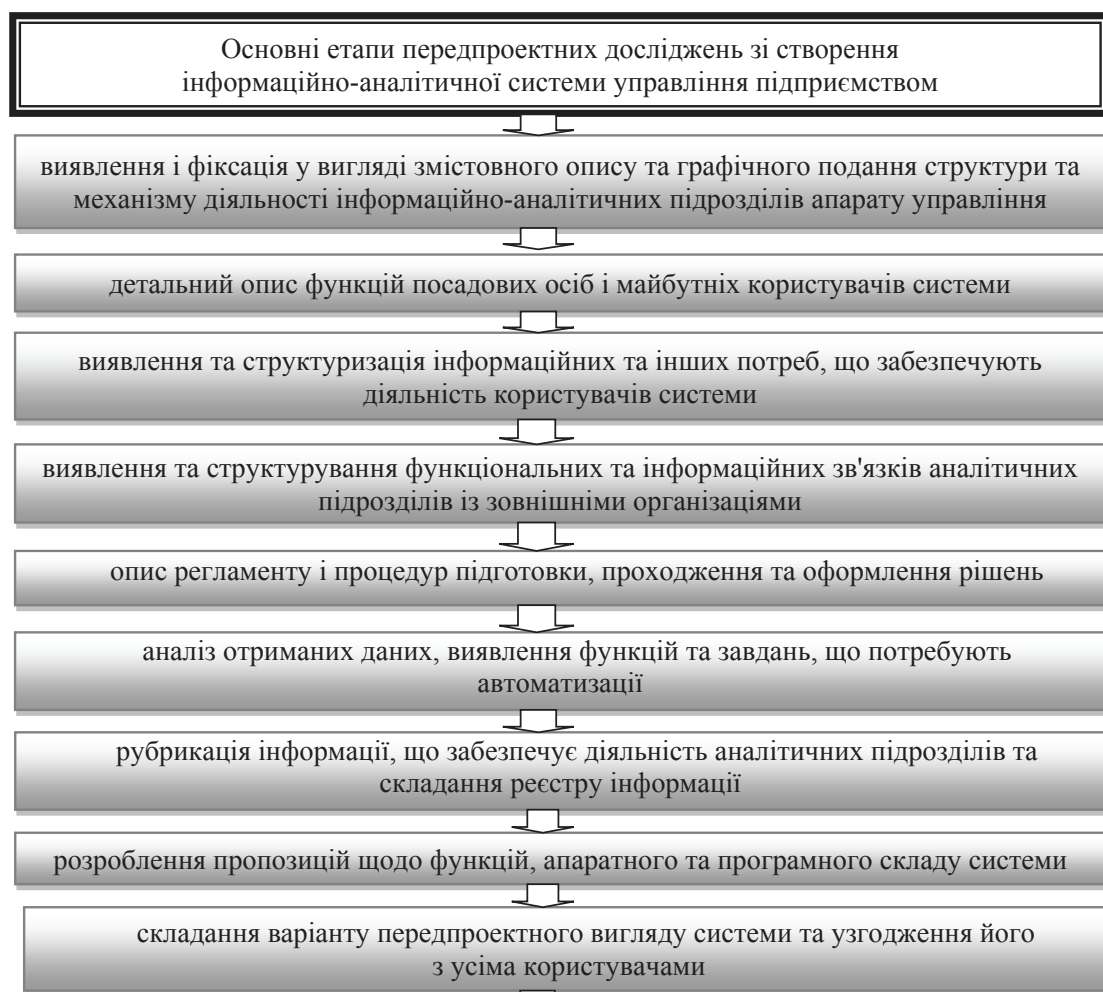 Основні етапи передпроектних досліджень зі створення
інформаційно-аналітичної системи управління підприємством
виявлення і фіксація у вигляді змістовного опису та графічного подання структури та
механізму діяльності інформаційно-аналітичних підрозділів апарату управління
детальний опис функцій посадових осіб і майбутніх користувачів системи
виявлення та структуризація інформаційних та інших потреб, що забезпечують
діяльність користувачів системи
виявлення та структурування функціональних та інформаційних зв'язків аналітичних
підрозділів із зовнішніми організаціями
опис регламенту і процедур підготовки, проходження та оформлення рішень
аналіз отриманих даних, виявлення функцій та завдань, що потребують
автоматизації
рубрикація інформації, що забезпечує діяльність аналітичних підрозділів та
складання реєстру інформації
розроблення пропозицій щодо функцій, апаратного та програмного складу системи
складання варіанту передпроектного вигляду системи та узгодження його
з усіма користувачами